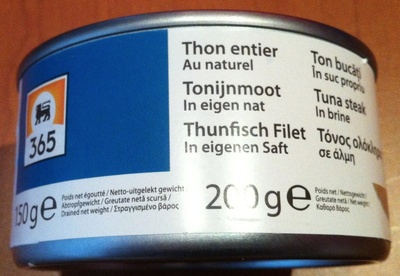 365
Thon entier
Au naturel
Tonijnmoot
In eigen nat
Thunfisch Filet
In eigenen Saft
Ton bucăți
În suc propriu
Tuna steak
In brine
Τόνος
σε άλμη
150g e
Poids net égoutté / Netto-uitgelekt gewicht
Abtropfgewicht / Greutate netă scursă /
Drained net weight / Στραγγισμένο βάρος
200g e
Poids net / Nettogewicht /
Greutate netă / Net weight /
Καθαρό Βάρος